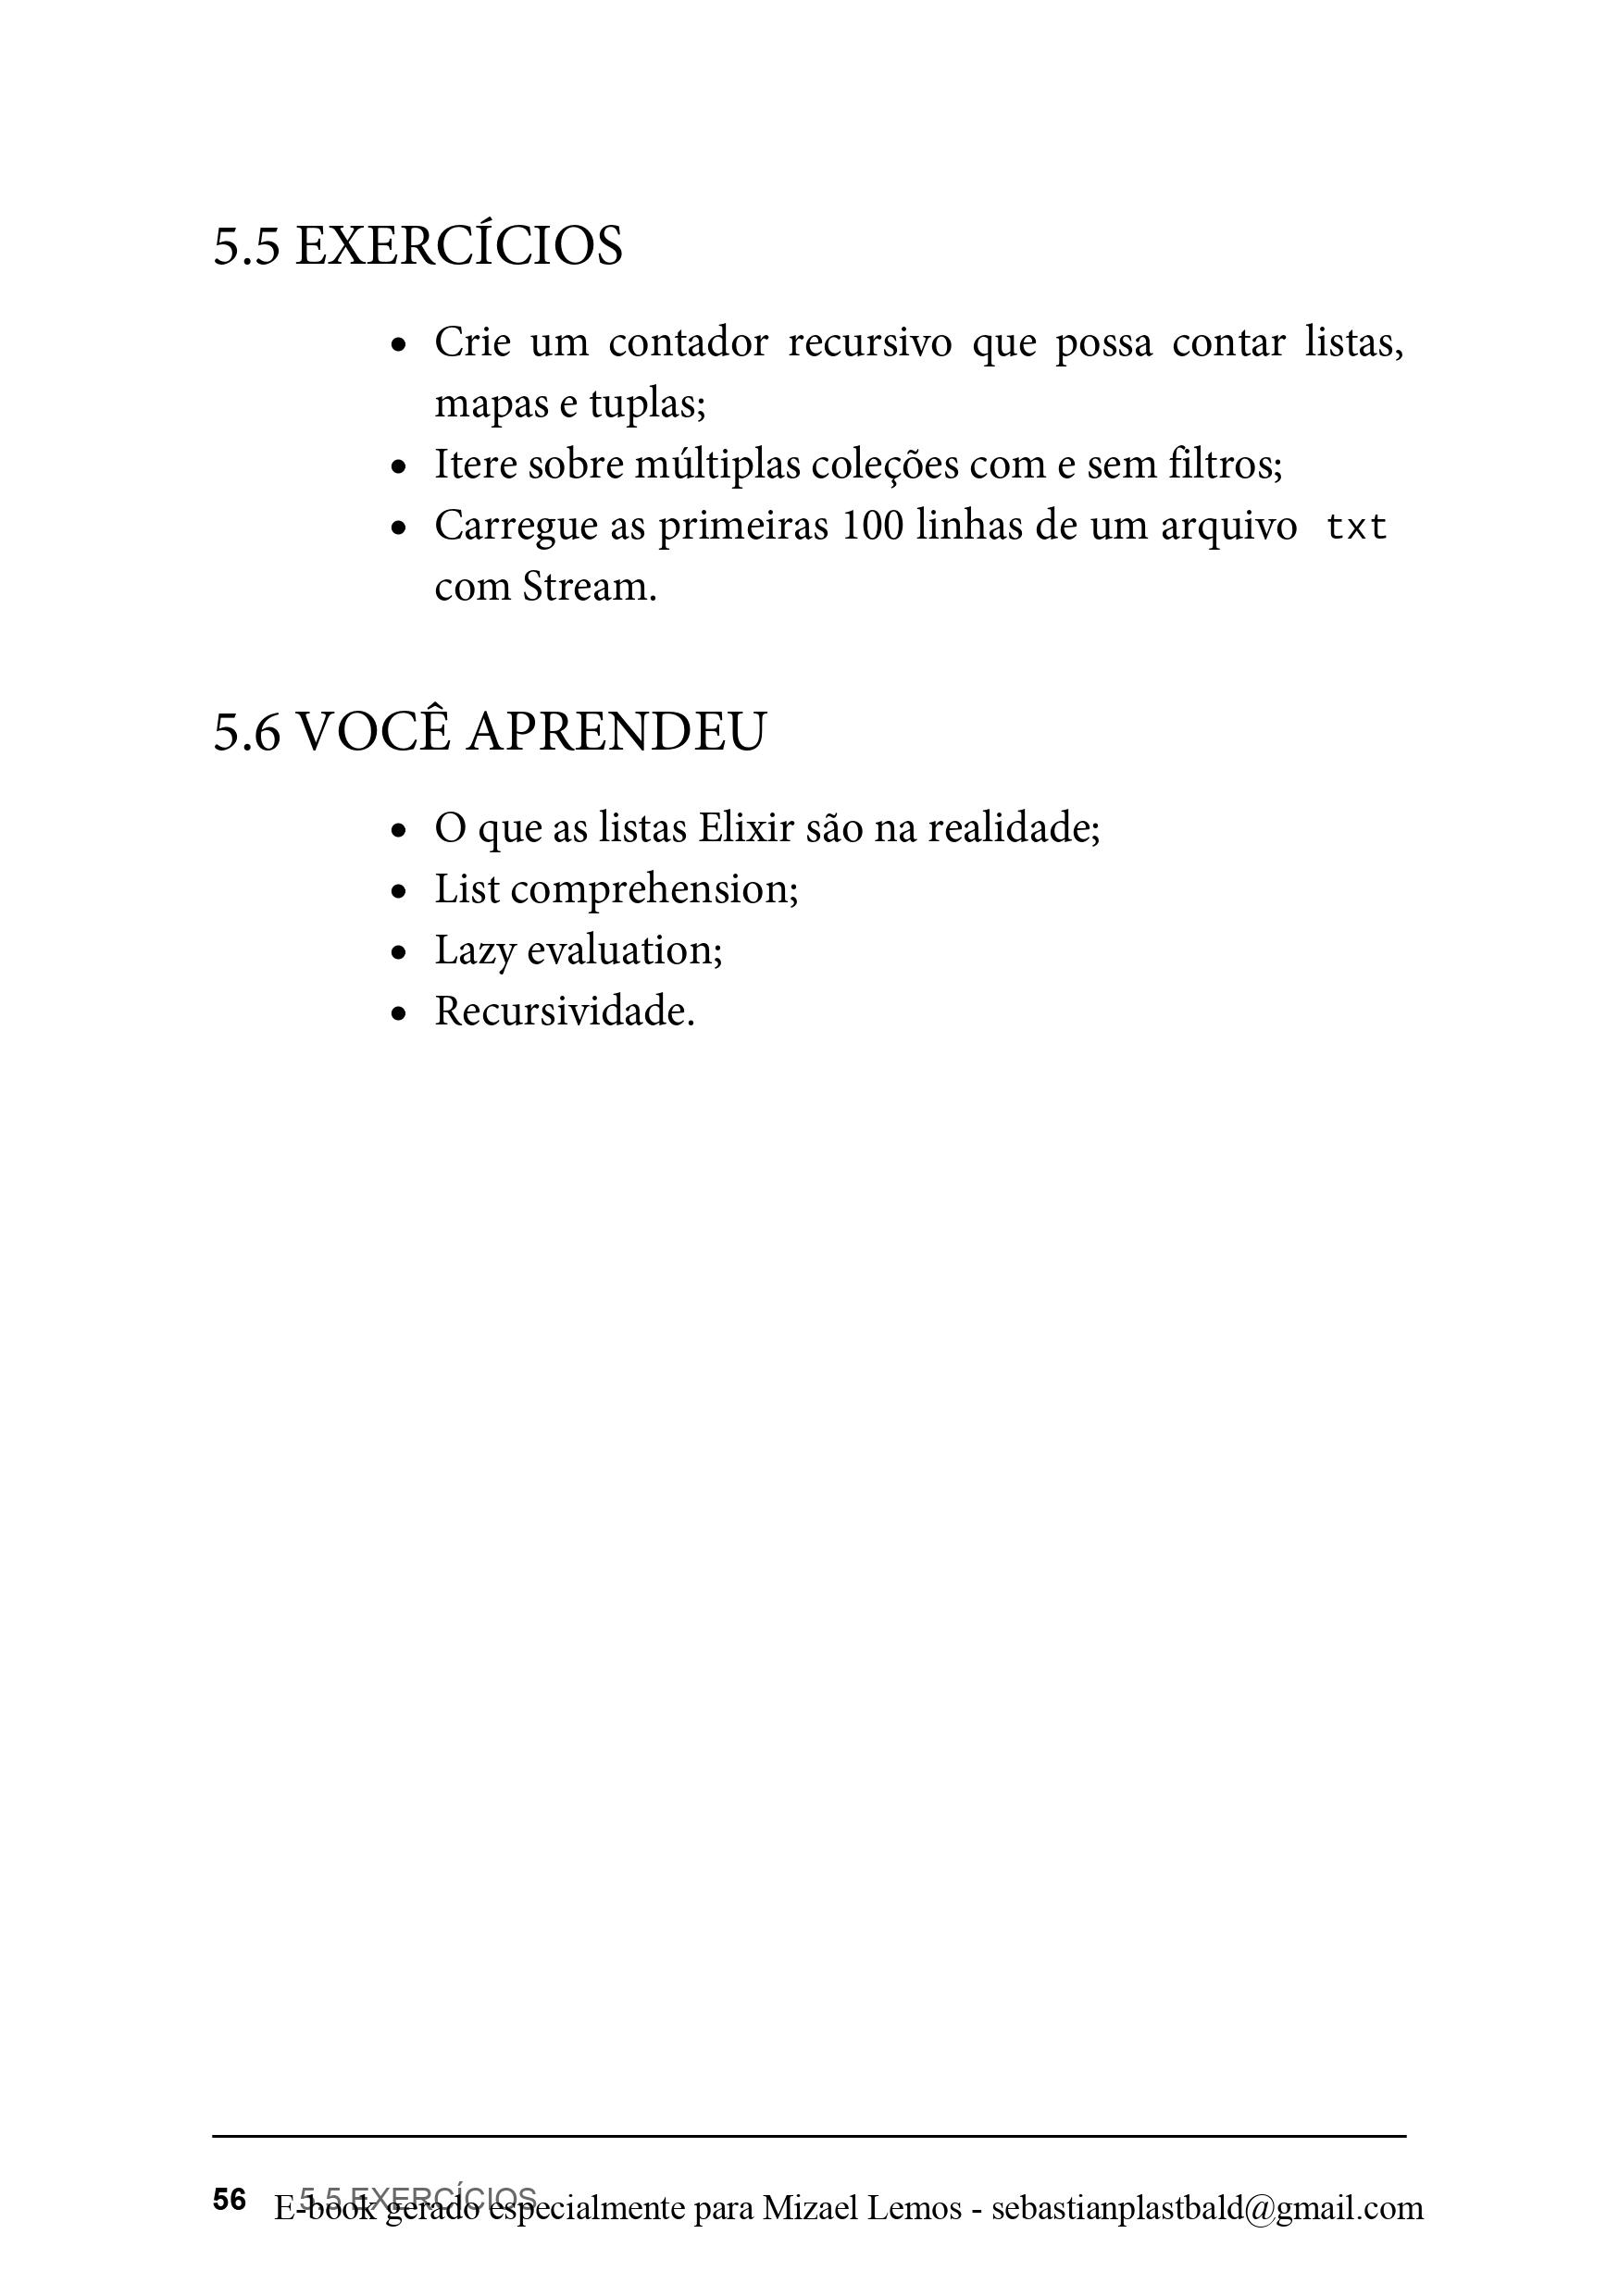 5.5 EXERCÍCIOS
• Crie um contador recursivo que possa contar listas,
mapas e tuplas;
• Itere sobre múltiplas coleções com e sem filtros;
• Carregue as primeiras 100 linhas de um arquivo txt
com Stream.
5.6 VOCÊ APRENDEU
• O que as listas Elixir são na realidade;
• List comprehension;
• Lazy evaluation;
• Recursividade.
56 5.5 EXERCÍCIOS
E-book gerado especialmente para Mizael Lemos - sebastianplastbald@gmail.com